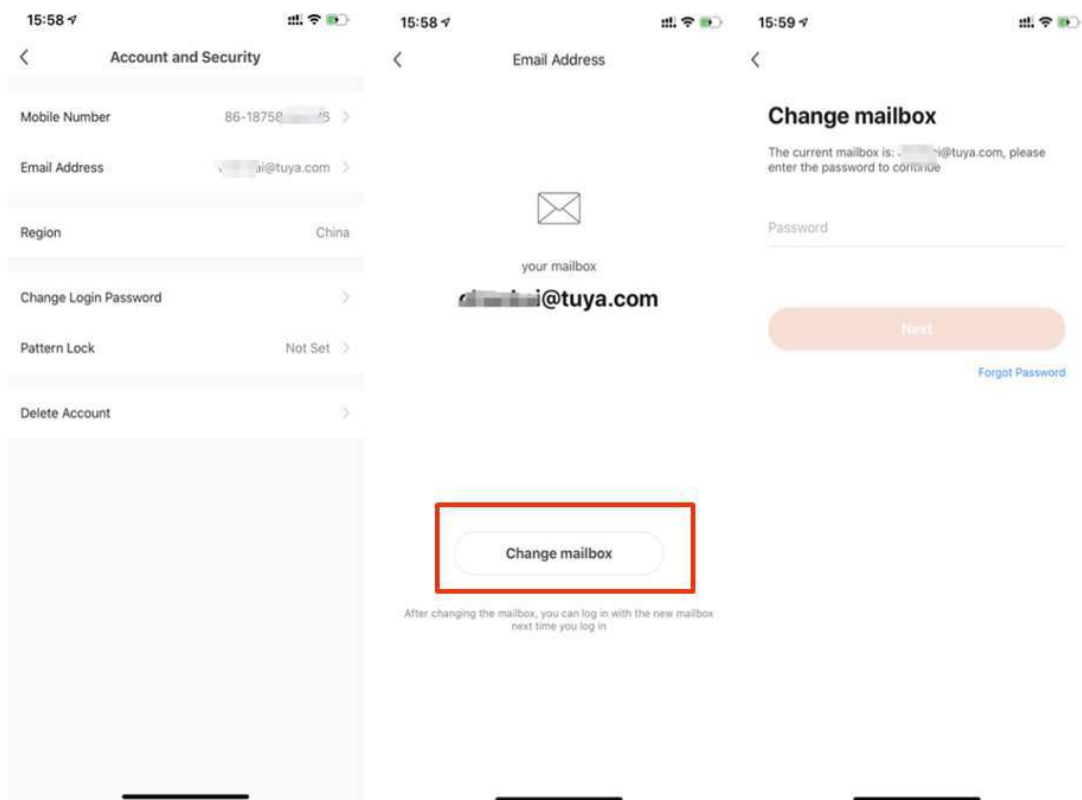 15:58
Account and Security
Mobile Number 86-18758
Email Address @tuya.com
Region China
Change Login Password
Pattern Lock Not Set
Delete Account
15:58
Email Address
your mailbox
@tuya.com
Change mailbox
After changing the mailbox, you can log in with the new mailbox
next time you log in
15:59
Change mailbox
The current mailbox is: @tuya.com, please
enter the password to continue
Password
Next
Forgot Password